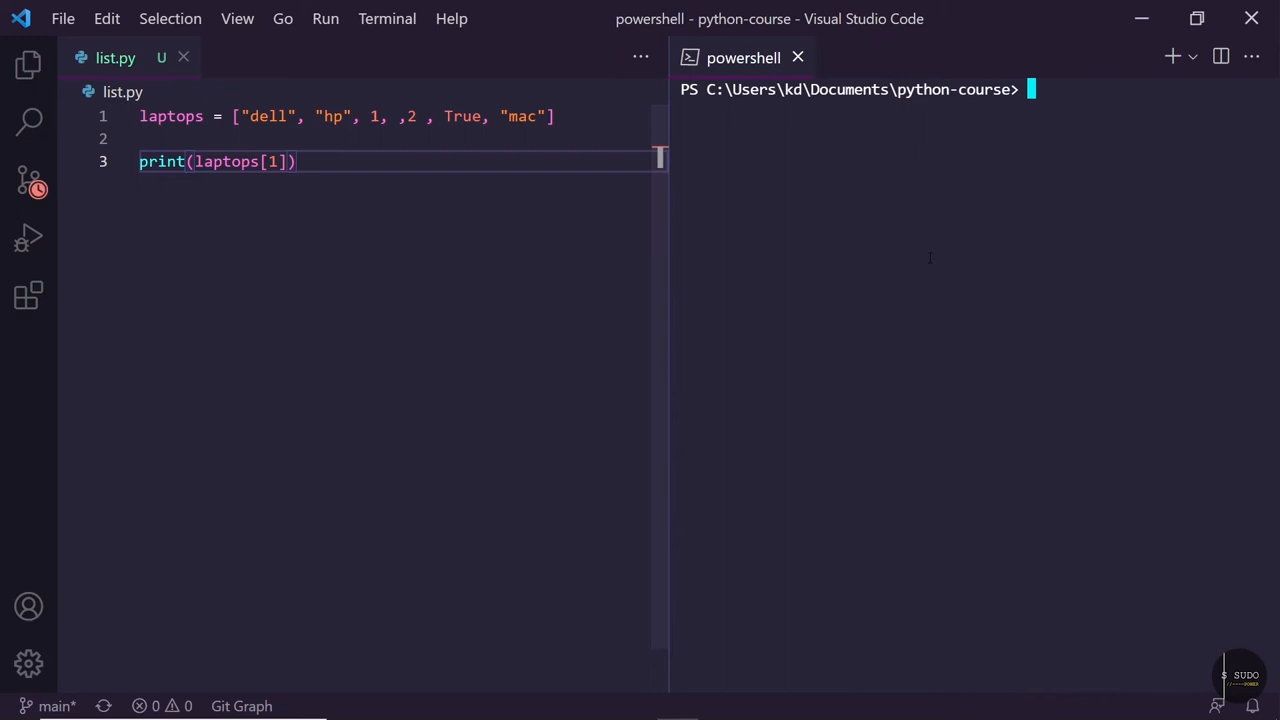 File Edit Selection View Go Run Terminal Help powershell - python-course - Visual Studio Code
list.py U
powershell
list.py
PS C:\Users\kd\Documents\python-course>
1 laptops = ["dell", "hp", 1, ,2 , True, "mac"]
2
3 print(laptops[1])
S SUDO
//----POWER
main* 0 0 Git Graph